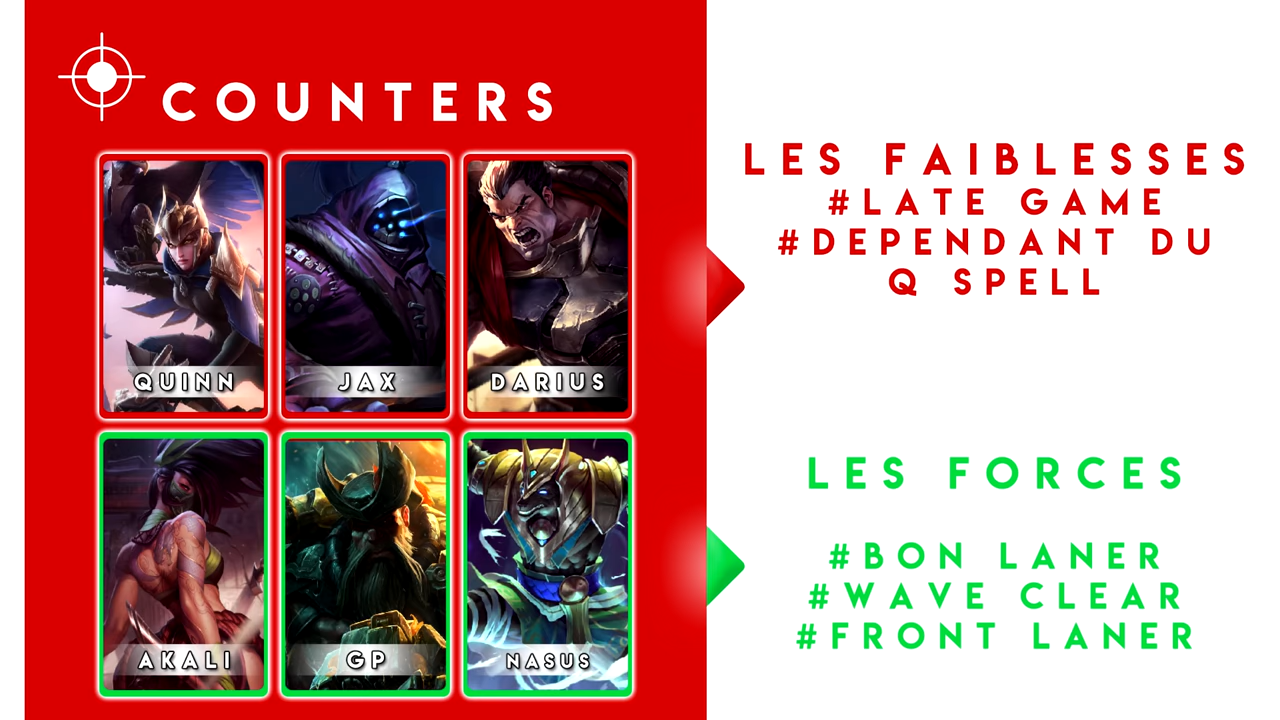 COUNTERS
QUINN
JAX
DARIUS
AKALI
GP
NASUS
LES FAIBLESSES
#LATE GAME
#DEPENDANT DU
Q SPELL
LES FORCES
#BON LANER
#WAVE CLEAR
#FRONT LANER